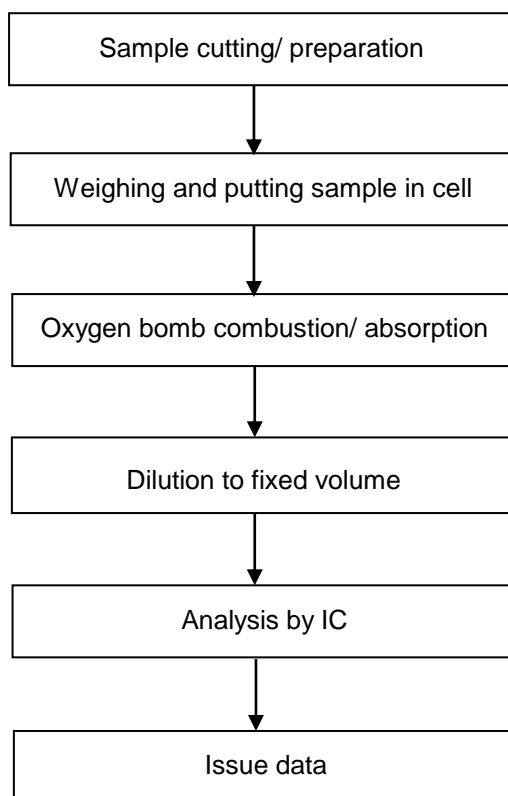 Sample cutting/ preparation
Weighing and putting sample in cell
Oxygen bomb combustion/ absorption
Dilution to fixed volume
Analysis by IC
Issue data